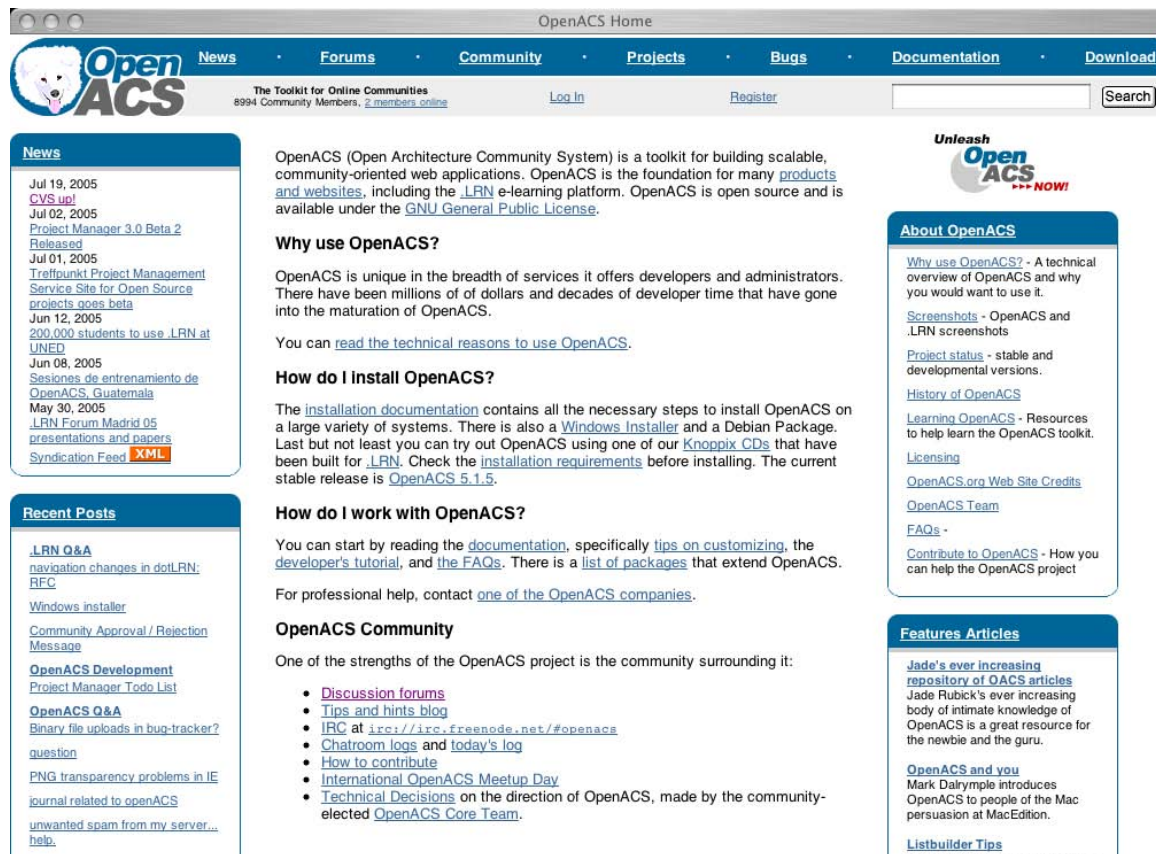 OpenACS Home
Open
ACS
News · Forums · Community · Projects · Bugs · Documentation · Download
The Toolkit for Online Communities
8994 Community Members, 2 members online
Log In
Register
Search
News
Jul 19, 2005
CVS up!
Jul 02, 2005
Project Manager 3.0 Beta 2
Released
Jul 01, 2005
Treffpunkt Project Management
Service Site for Open Source
projects goes beta
Jun 12, 2005
200,000 students to use .LRN at
UNED
Jun 08, 2005
Sesiones de entrenamiento de
OpenACS, Guatemala
May 30, 2005
.LRN Forum Madrid 05
presentations and papers
Syndication Feed XML
Recent Posts
.LRN Q&A
navigation changes in dotLRN:
RFC
Windows installer
Community Approval / Rejection
Message
OpenACS Development
Project Manager Todo List
OpenACS Q&A
Binary file uploads in bug-tracker?
question
PNG transparency problems in IE
journal related to openACS
unwanted spam from my server...
help.
OpenACS (Open Architecture Community System) is a toolkit for building scalable,
community-oriented web applications. OpenACS is the foundation for many products
and websites, including the .LRN e-learning platform. OpenACS is open source and is
available under the GNU General Public License.
Why use OpenACS?
OpenACS is unique in the breadth of services it offers developers and administrators.
There have been millions of of dollars and decades of developer time that have gone
into the maturation of OpenACS.
You can read the technical reasons to use OpenACS.
How do I install OpenACS?
The installation documentation contains all the necessary steps to install OpenACS on
a large variety of systems. There is also a Windows Installer and a Debian Package.
Last but not least you can try out OpenACS using one of our Knoppix CDs that have
been built for .LRN. Check the installation requirements before installing. The current
stable release is OpenACS 5.1.5.
How do I work with OpenACS?
You can start by reading the documentation, specifically tips on customizing, the
developer's tutorial, and the FAQs. There is a list of packages that extend OpenACS.
For professional help, contact one of the OpenACS companies.
OpenACS Community
One of the strengths of the OpenACS project is the community surrounding it:
• Discussion forums
• Tips and hints blog
• IRC at irc://irc.freenode.net/#openacs
• Chatroom logs and today's log
• How to contribute
• International OpenACS Meetup Day
• Technical Decisions on the direction of OpenACS, made by the community-
elected OpenACS Core Team.
Unleash
Open
ACS
NOW!
About OpenACS
Why use OpenACS? - A technical
overview of OpenACS and why
you would want to use it.
Screenshots - OpenACS and
.LRN screenshots
Project status - stable and
developmental versions.
History of OpenACS
Learning OpenACS - Resources
to help learn the OpenACS toolkit.
Licensing
OpenACS.org Web Site Credits
OpenACS Team
FAQs -
Contribute to OpenACS - How you
can help the OpenACS project
Features Articles
Jade's ever increasing
repository of OACS articles
Jade Rubick's ever increasing
body of intimate knowledge of
OpenACS is a great resource for
the newbie and the guru.
OpenACS and you
Mark Dalrymple introduces
OpenACS to people of the Mac
persuasion at MacEdition.
Listbuilder Tips